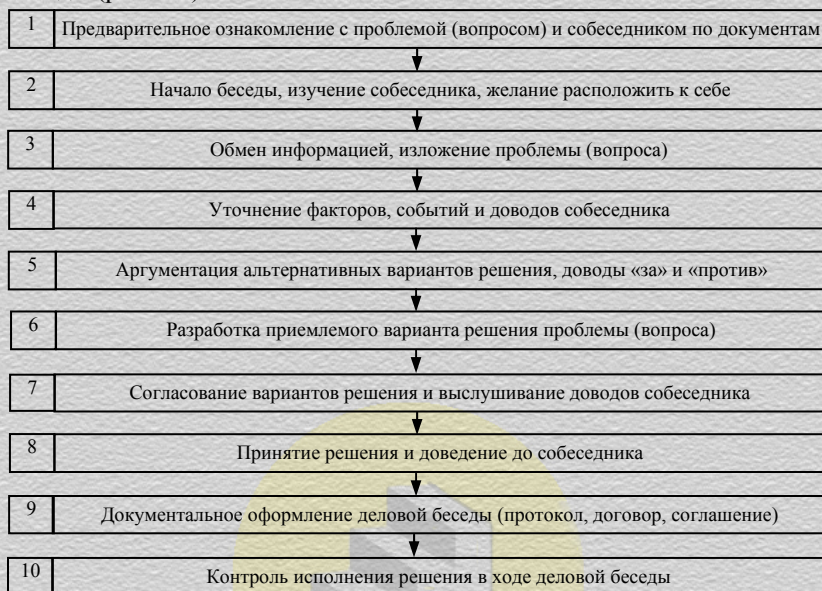 1 Предварительное ознакомление с проблемой (вопросом) и собеседником по документам
2 Начало беседы, изучение собеседника, желание расположить к себе
3 Обмен информацией, изложение проблемы (вопроса)
4 Уточнение факторов, событий и доводов собеседника
5 Аргументация альтернативных вариантов решения, доводы «за» и «против»
6 Разработка приемлемого варианта решения проблемы (вопроса)
7 Согласование вариантов решения и выслушивание доводов собеседника
8 Принятие решения и доведение до собеседника
9 Документальное оформление деловой беседы (протокол, договор, соглашение)
10 Контроль исполнения решения в ходе деловой беседы